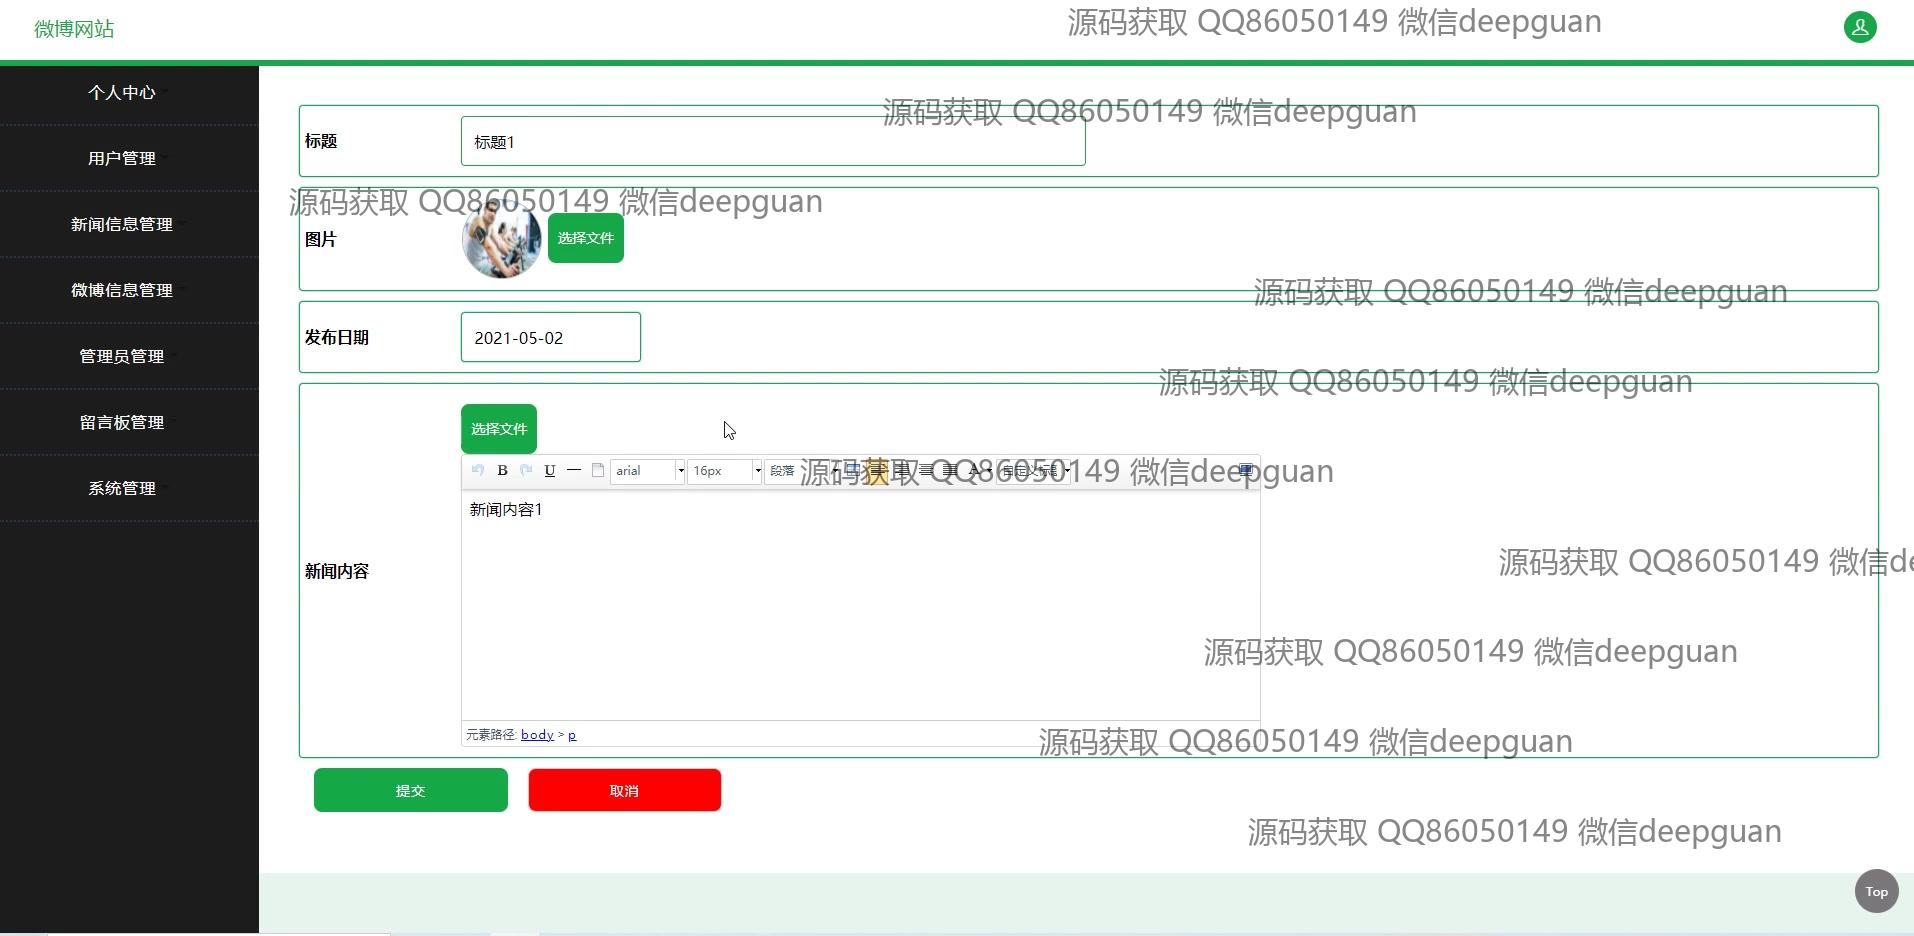 微博网站
源码获取 QQ86050149 微信deepguan
个人中心
用户管理
新闻信息管理
微博信息管理
管理员管理
留言板管理
系统管理
源码获取 QQ86050149 微信deepguan
标题
标题1
源码获取 QQ86050149 微信deepguan
图片
选择文件
源码获取 QQ86050149 微信deepguan
发布日期
2021-05-02
源码获取 QQ86050149 微信deepguan
选择文件
B U arial 16px 段落
源码获取 QQ86050149 微信deepguan
新闻内容1
源码获取 QQ86050149 微信de
新闻内容
源码获取 QQ86050149 微信deepguan
元素路径: body > p
源码获取 QQ86050149 微信deepguan
提交
取消
源码获取 QQ86050149 微信deepguan
Top